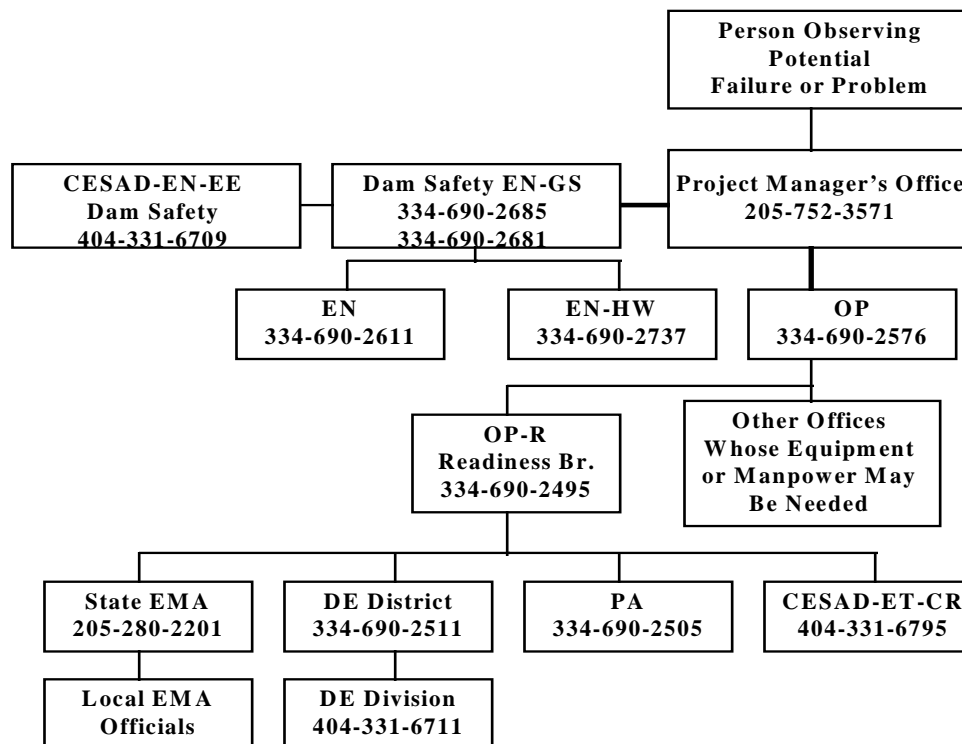 Person Observing
Potential
Failure or Problem
CESAD-EN-EE
Dam Safety
404-331-6709
Dam Safety EN-GS
334-690-2685
334-690-2681
Project Manager's Office
205-752-3571
EN
334-690-2611
EN-HW
334-690-2737
OP
334-690-2576
OP-R
Readiness Br.
334-690-2495
Other Offices
Whose Equipment
or Manpower May
Be Needed
State EMA
205-280-2201
DE District
334-690-2511
PA
334-690-2505
CESAD-ET-CR
404-331-6795
Local EMA
Officials
DE Division
404-331-6711